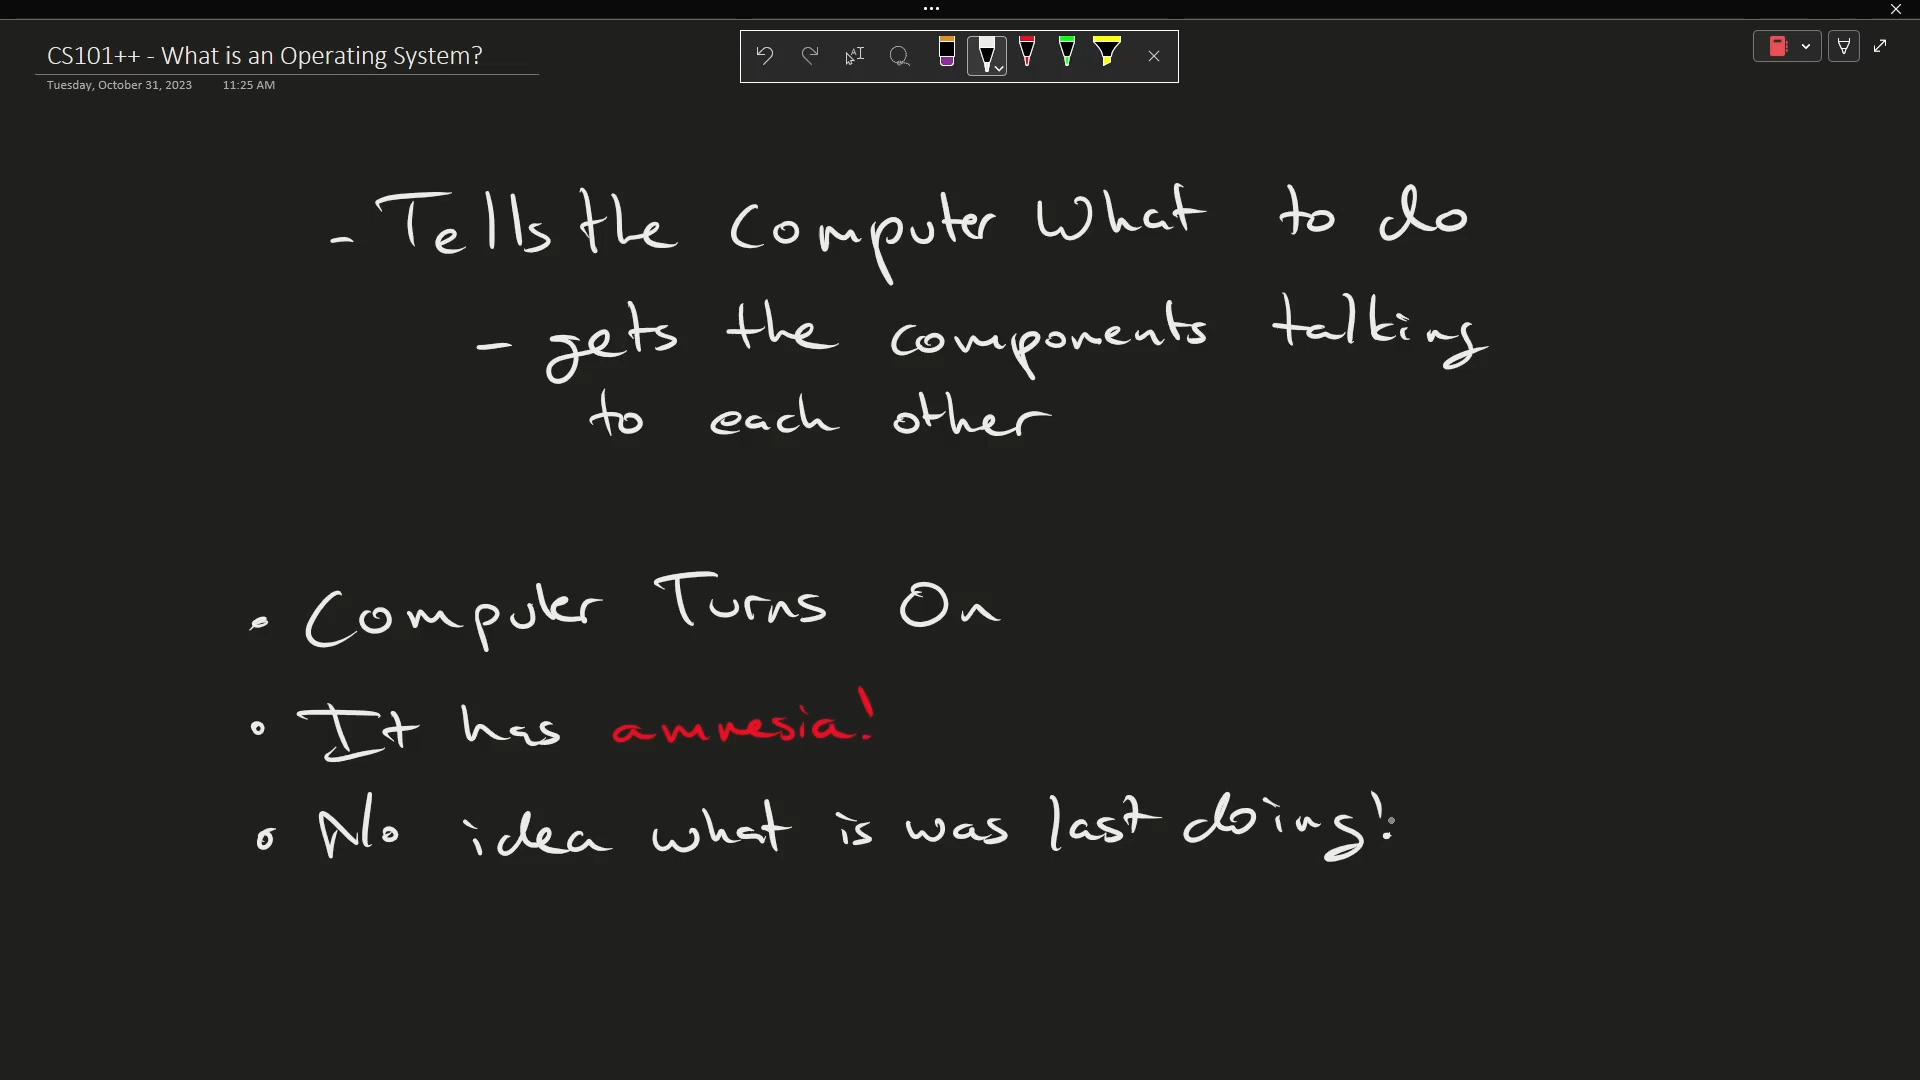 CS101++ - What is an Operating System?
Tuesday, October 31, 2023 11:25 AM
- Tells the Computer What to do
- gets the components talking
to each other
• Computer Turns On
• It has amnesia!
• No idea what is was last doing!